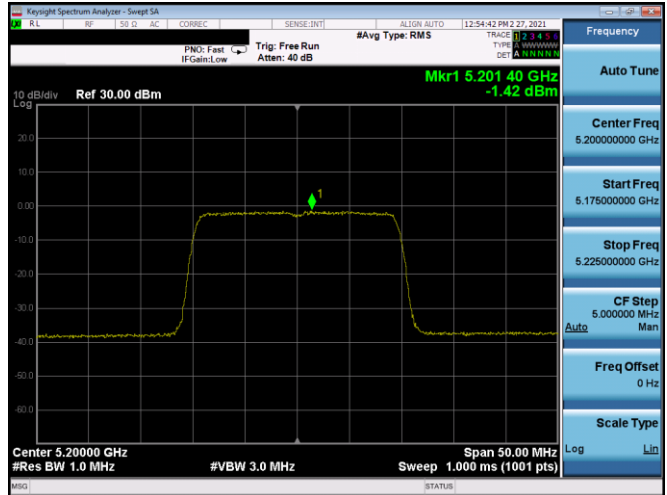 Keysight Spectrum Analyzer - Swept SA
RL RF 50 Ω AC CORREC SENSE:INT ALIGN AUTO 12:54:42 PM 2 27, 2021
#Avg Type: RMS
TRACE 1 2 3 4 5 6
TYPE A WWWWW
DET A N N N N N
PNO: Fast
IFGain:Low
Trig: Free Run
Atten: 40 dB
Mkr1 5.201 40 GHz
-1.42 dBm
10 dB/div
Log
Ref 30.00 dBm
20.0
10.0
0.00
-10.0
-20.0
-30.0
-40.0
-50.0
-60.0
1
Center 5.20000 GHz
Span 50.00 MHz
#Res BW 1.0 MHz
#VBW 3.0 MHz
Sweep 1.000 ms (1001 pts)
MSG
STATUS
Frequency
Auto Tune
Center Freq
5.200000000 GHz
Start Freq
5.175000000 GHz
Stop Freq
5.225000000 GHz
CF Step
5.000000 MHz
Auto Man
Freq Offset
0 Hz
Scale Type
Log Lin